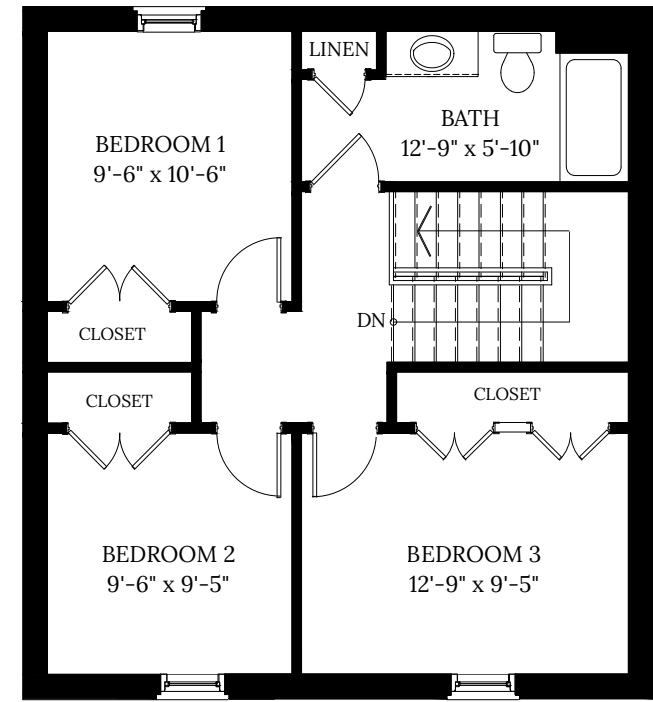 LINEN
BATH
12'-9" x 5'-10"
BEDROOM 1
9'-6" x 10'-6"
DN
CLOSET
CLOSET
CLOSET
BEDROOM 2
9'-6" x 9'-5"
BEDROOM 3
12'-9" x 9'-5"